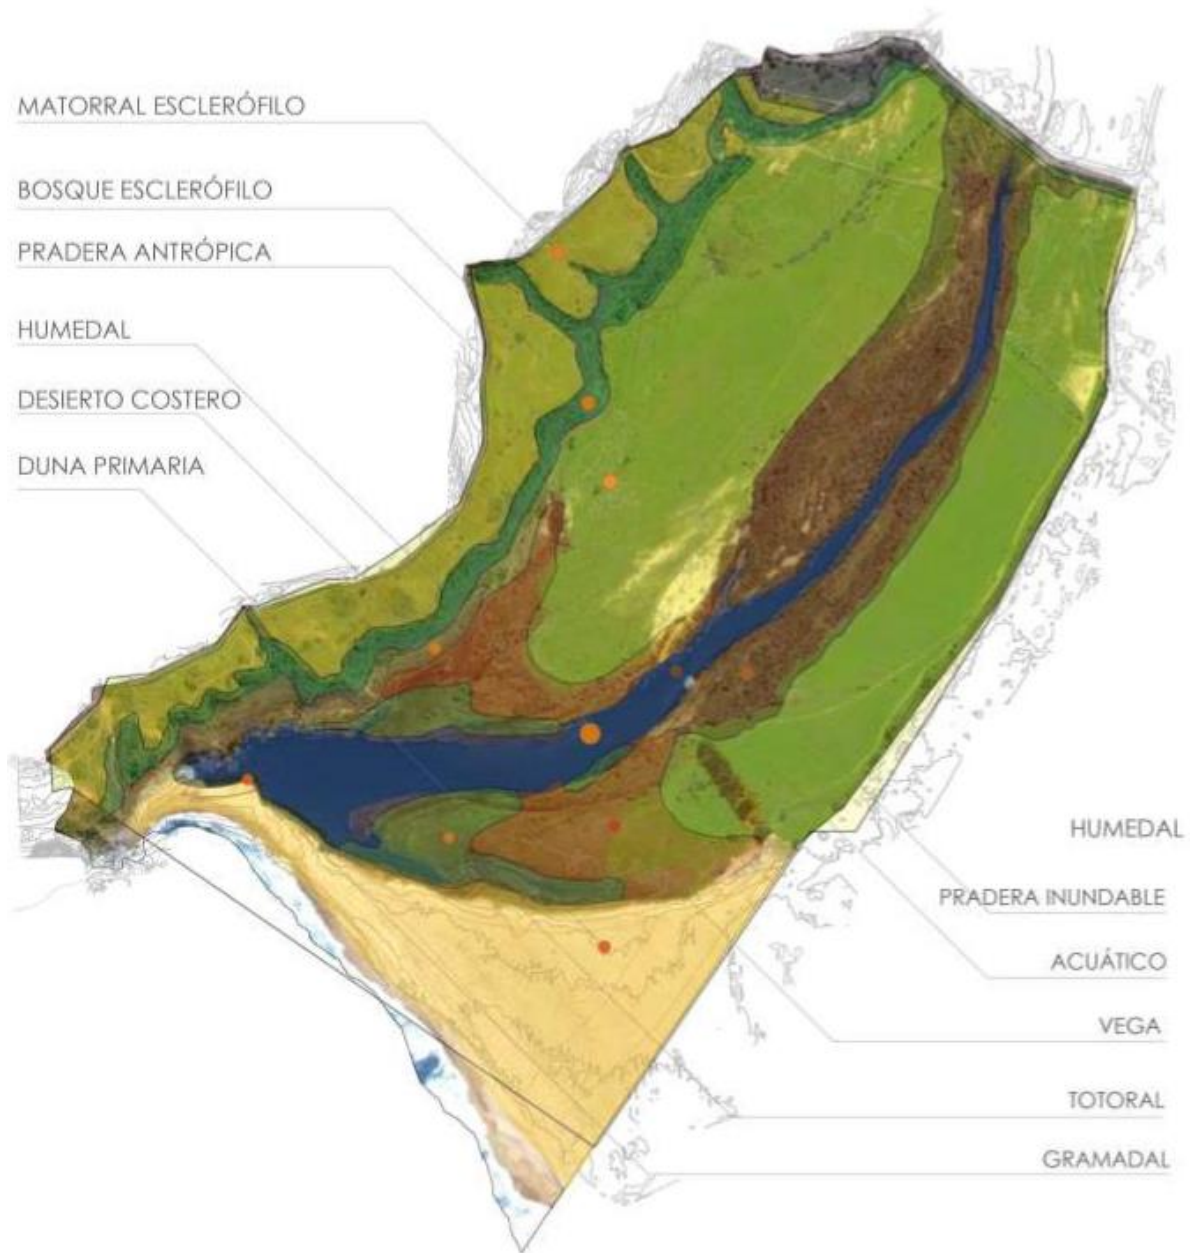 MATORRAL ESCLERÓFILO
BOSQUE ESCLERÓFILO
PRADERA ANTRÓPICA
HUMEDAL
DESIERTO COSTERO
DUNA PRIMARIA
HUMEDAL
PRADERA INUNDABLE
ACUÁTICO
VEGA
TOTORAL
GRAMADAL